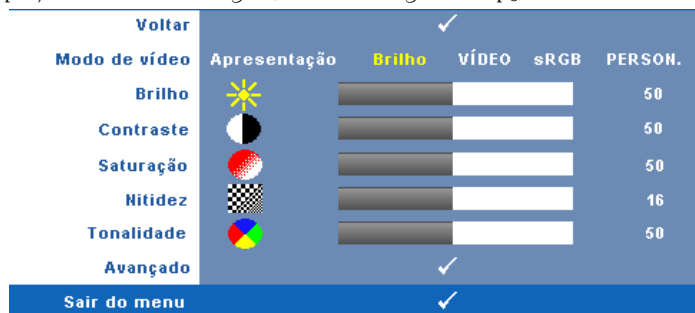 Voltar
Modo de vídeo Apresentação Brilho VÍDEO sRGB PERSON.
Brilho 50
Contraste 50
Saturação 50
Nitidez 16
Tonalidade 50
Avançado
Sair do menu